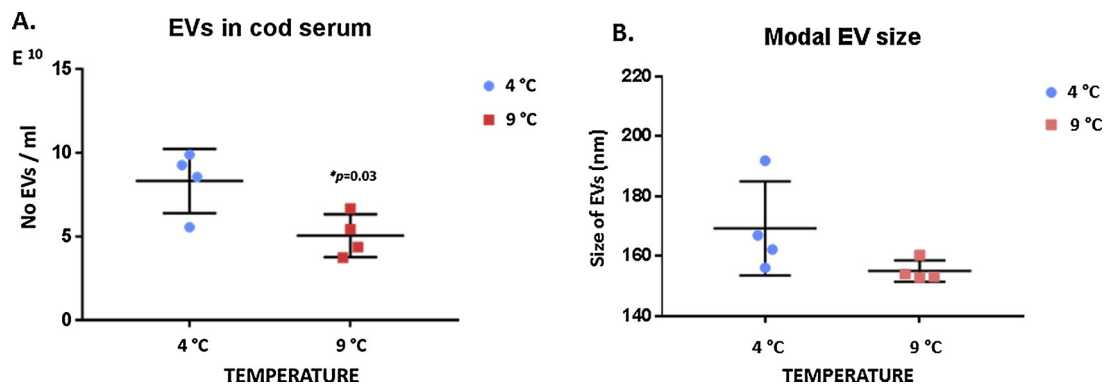 A.
EVs in cod serum
E 10
15
10
5
0
No EVs / ml
4 °C
9 °C
#p=0.03
4 °C
9 °C
TEMPERATURE
B.
Modal EV size
220
200
180
160
140
Size of EVs (nm)
4 °C
9 °C
4 °C
9 °C
TEMPERATURE